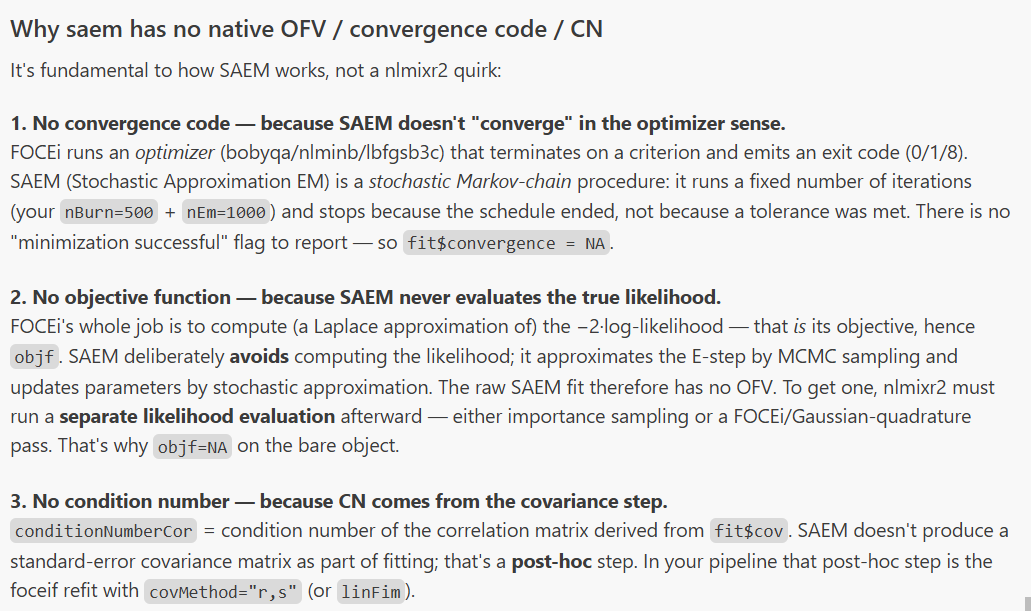 Why saem has no native OFV / convergence code / CN
It's fundamental to how SAEM works, not a nlmixr2 quirk:
1. No convergence code — because SAEM doesn't "converge" in the optimizer sense.
FOCEi runs an optimizer (bobyqa/nlminb/lbfgsb3c) that terminates on a criterion and emits an exit code (0/1/8).
SAEM (Stochastic Approximation EM) is a stochastic Markov-chain procedure: it runs a fixed number of iterations
(your nBurn=500 + nEm=1000) and stops because the schedule ended, not because a tolerance was met. There is no
"minimization successful" flag to report — so fit$convergence = NA.
2. No objective function — because SAEM never evaluates the true likelihood.
FOCEi's whole job is to compute (a Laplace approximation of) the −2·log-likelihood — that is its objective, hence
objf. SAEM deliberately avoids computing the likelihood; it approximates the E-step by MCMC sampling and
updates parameters by stochastic approximation. The raw SAEM fit therefore has no OFV. To get one, nlmixr2 must
run a separate likelihood evaluation afterward — either importance sampling or a FOCEi/Gaussian-quadrature
pass. That's why objf=NA on the bare object.
3. No condition number — because CN comes from the covariance step.
conditionNumberCor = condition number of the correlation matrix derived from fit$cov. SAEM doesn't produce a
standard-error covariance matrix as part of fitting; that's a post-hoc step. In your pipeline that post-hoc step is the
foceif refit with covMethod="r,s" (or linFim).